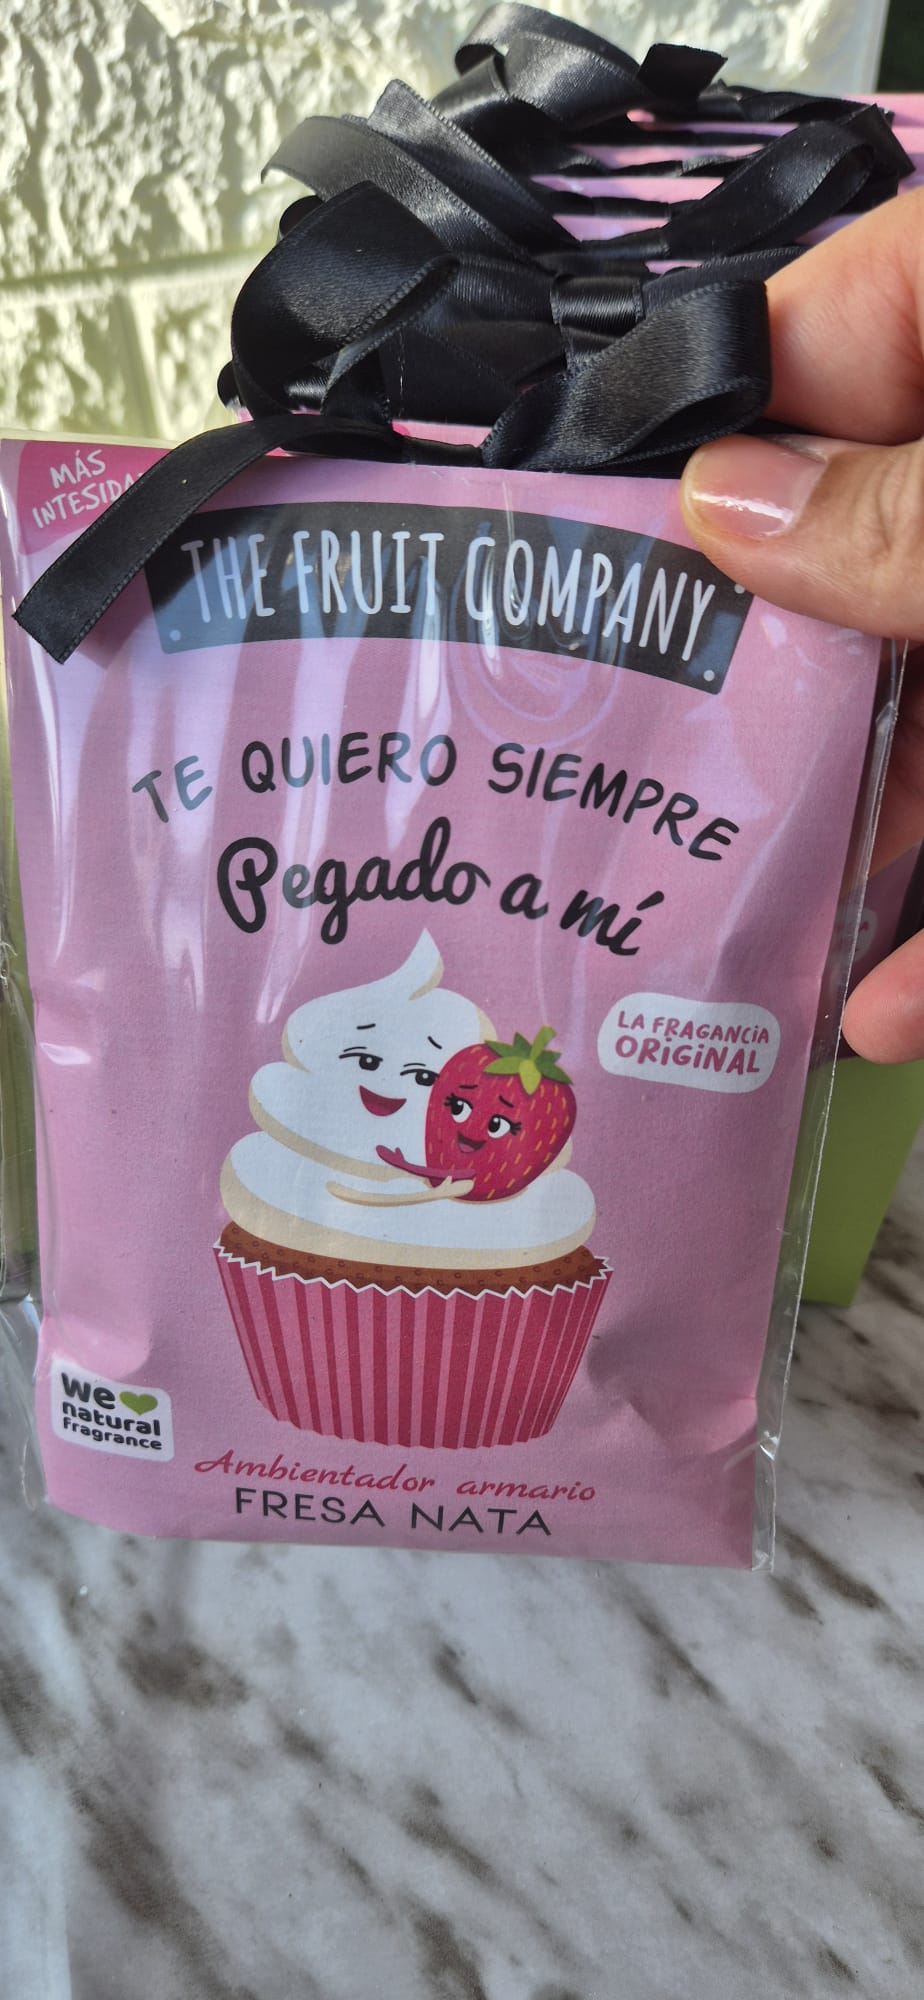 MÁS
THE FRUIT COMPANY
TE QUIERO SIEMPRE
Pegado a mí
LA FRAGANCIA
ORIGINAL
we
natural
fragrance
Ambientador armario
FRESA NATA